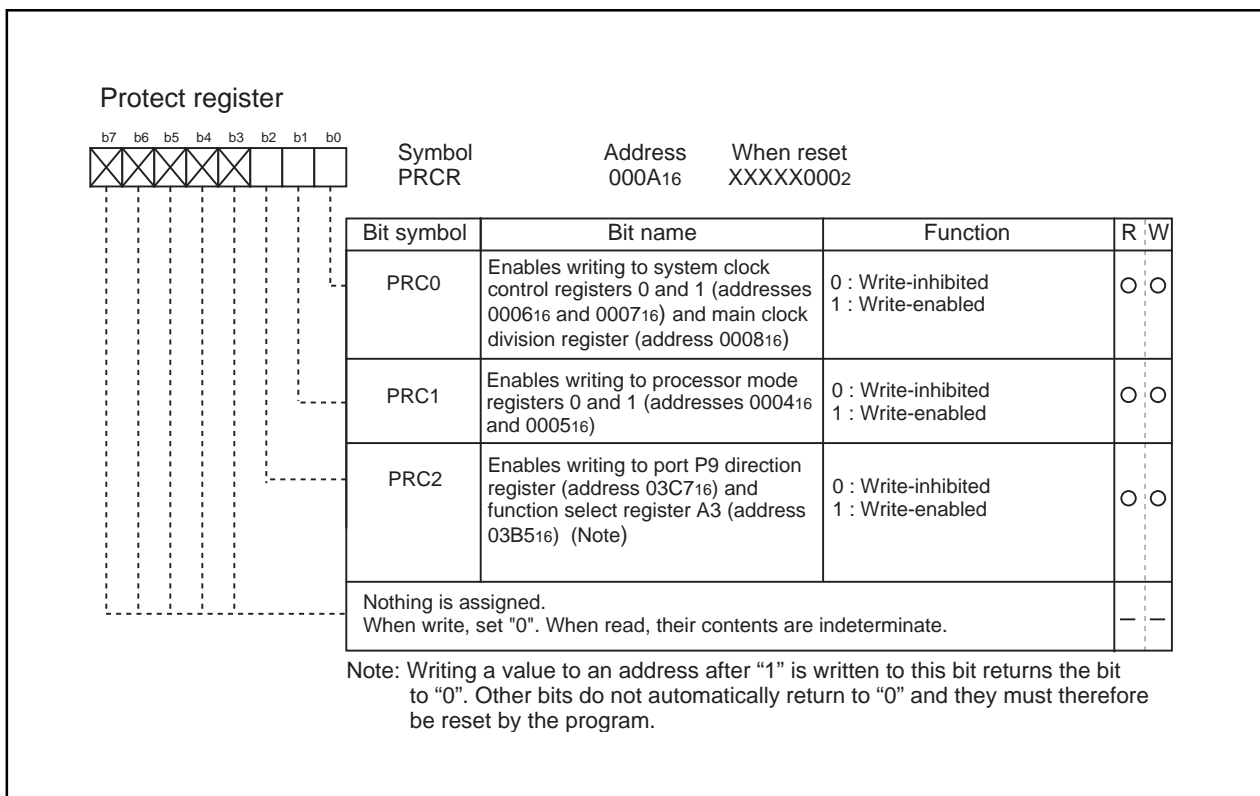 Protect register
b7 b6 b5 b4 b3 b2 b1 b0
Symbol Address When reset
PRCR 000A16 XXXXX0002
Bit symbol Bit name Function R W
PRC0
Enables writing to system clock
control registers 0 and 1 (addresses
000616 and 000716) and main clock
division register (address 000816)
0 : Write-inhibited
1 : Write-enabled
PRC1
Enables writing to processor mode
registers 0 and 1 (addresses 000416
and 000516)
0 : Write-inhibited
1 : Write-enabled
PRC2
Enables writing to port P9 direction
register (address 03C716) and
function select register A3 (address
03B516) (Note)
0 : Write-inhibited
1 : Write-enabled
Nothing is assigned.
When write, set "0". When read, their contents are indeterminate.
– –
Note: Writing a value to an address after “1” is written to this bit returns the bit
to “0”. Other bits do not automatically return to “0” and they must therefore
be reset by the program.